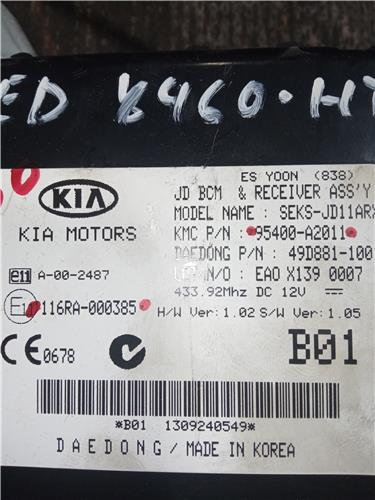 ED 8460·H
ES YOON (838)
KIA
JD BCM & RECEIVER ASS'Y
MODEL NAME : SEKS-JD11ARX
KIA MOTORS
KMC P/N : 95400-A2011
DAEDONG P/N : 49D881-100
e11 A-00-2487
NO : EAO X139 0007
433.92Mhz DC 12V
E11 116RA-000385
H/W Ver: 1.02 S/W Ver: 1.05
CE 0678
B01
*B01 1309240549*
DAEDONG / MADE IN KOREA